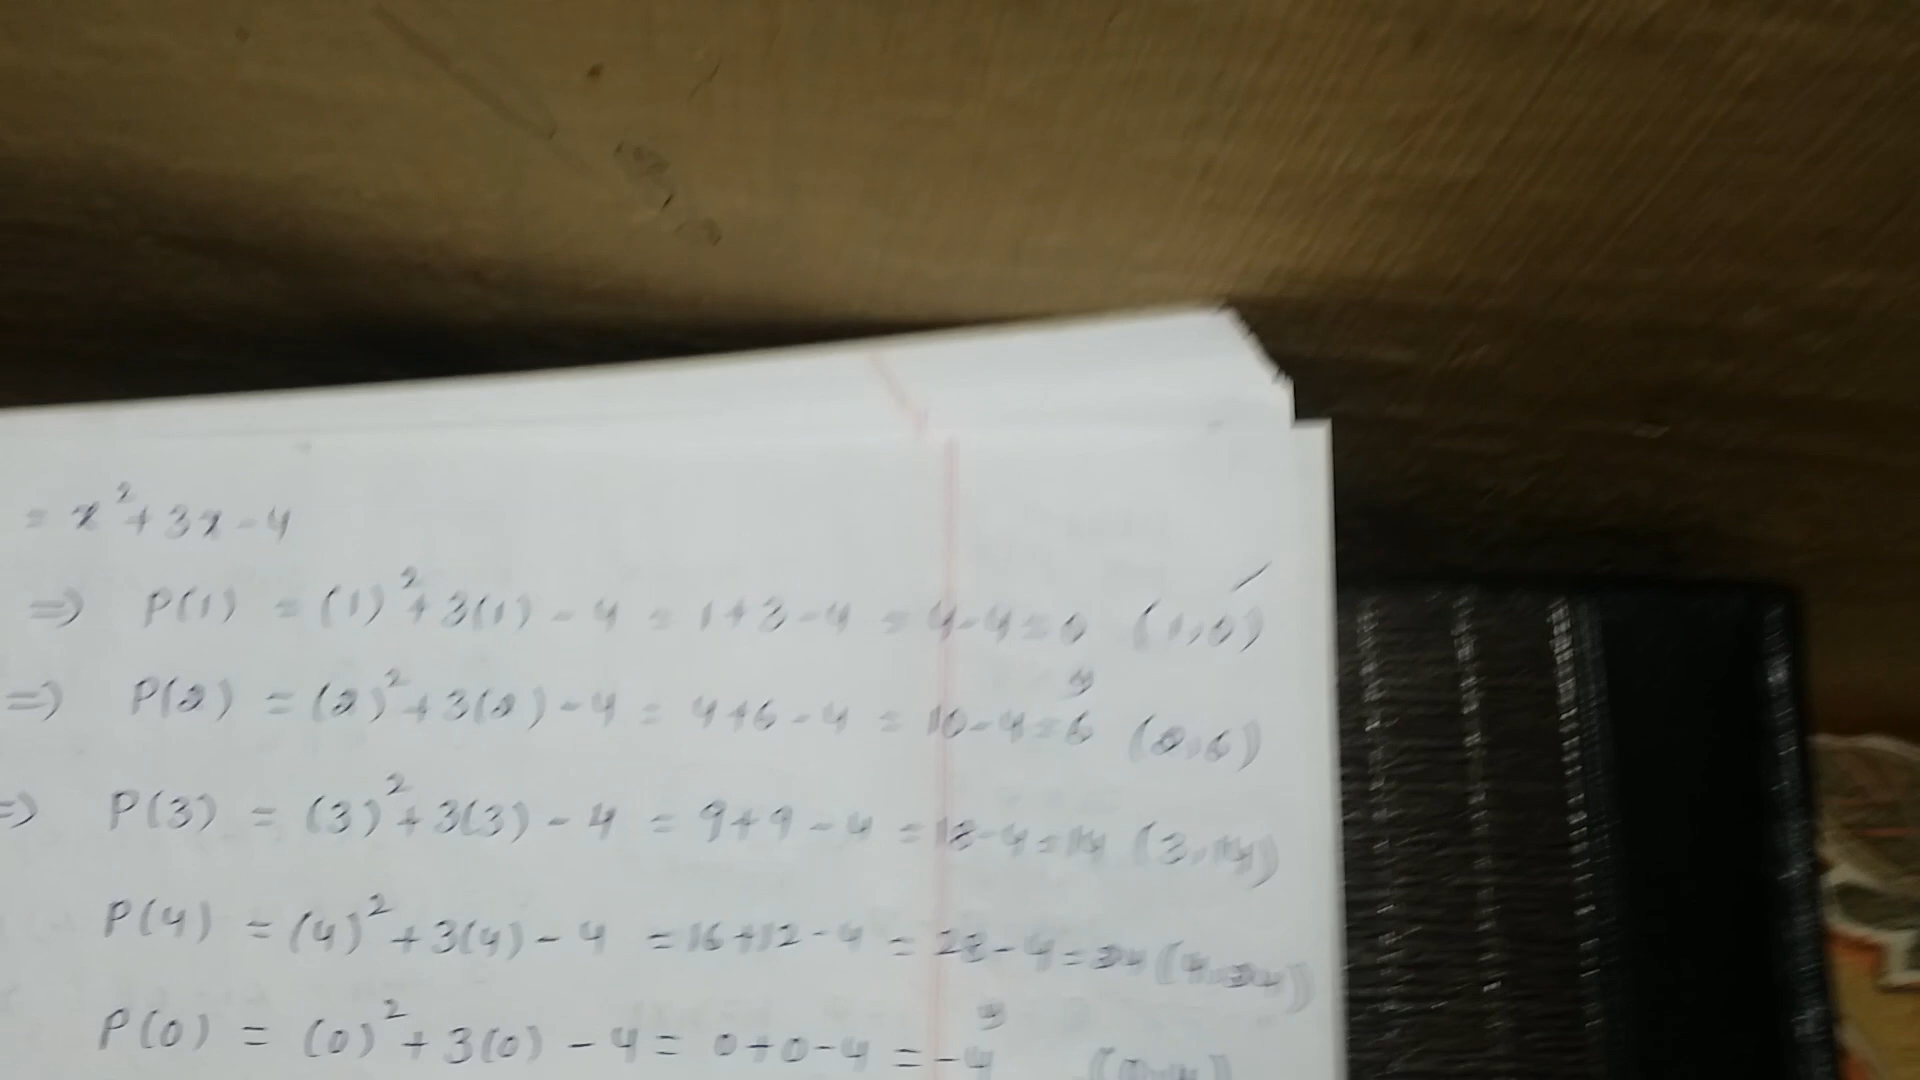 = x² + 3x - 4
=> P(1) = (1)² + 3(1) - 4 = 1+3-4 = 4-4=0 (1,0)
=> P(2) = (2)² + 3(2) - 4 = 4+6-4 = 10-4=6 (2,6)
=> P(3) = (3)² + 3(3) - 4 = 9+9-4 = 18-4=14 (3,14)
P(4) = (4)² + 3(4) - 4 = 16+12-4 = 28-4=24 (4,24)
P(0) = (0)² + 3(0) - 4 = 0+0-4 = -4